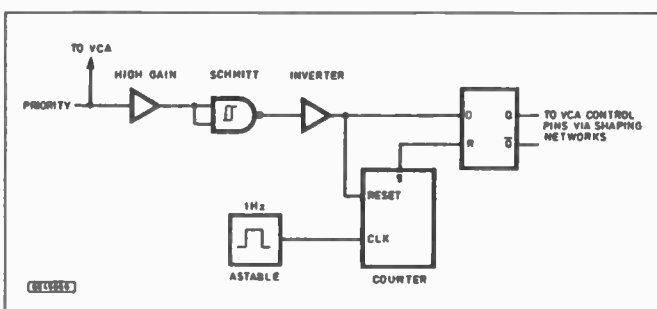 TO VCA
HIGH GAIN
SCHMITT
INVERTER
PRIORITY
D
Q
TO VCA CONTROL
PINS VIA SHAPING
NETWORKS
R
Q
RESET
1Hz
CLK
ASTABLE
COUNTER